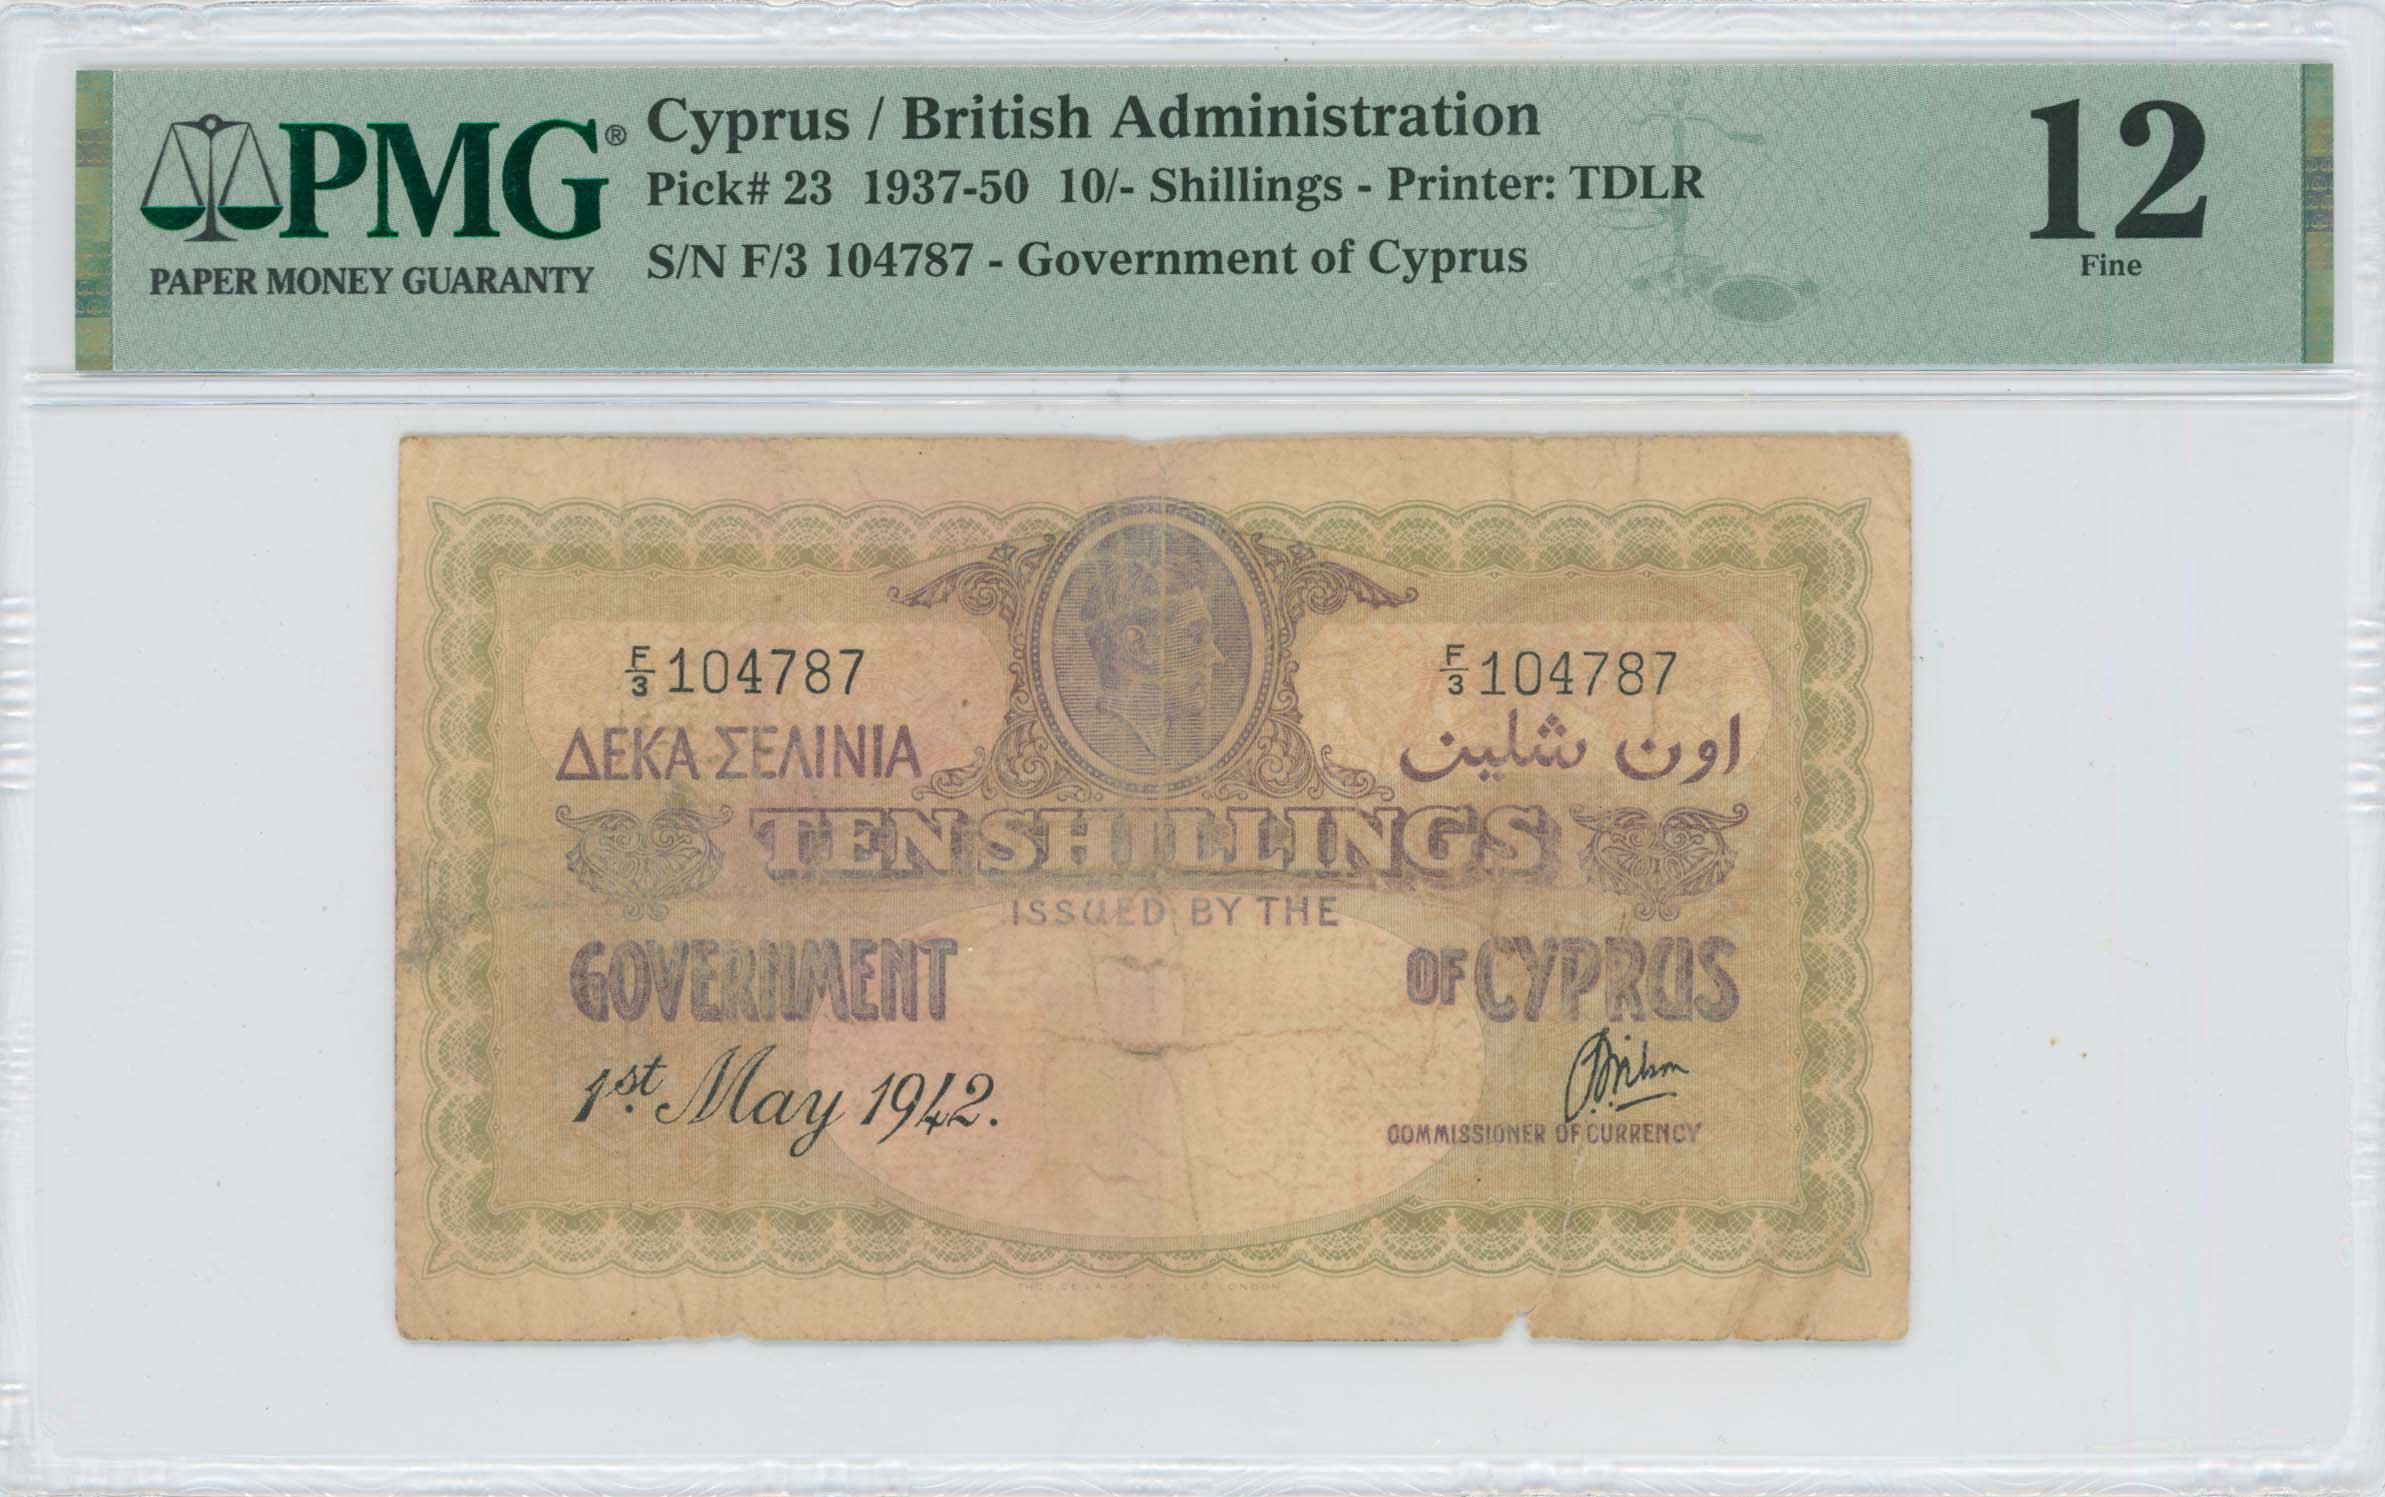 PMG®
PAPER MONEY GUARANTY
Cyprus / British Administration
Pick# 23 1937-50 10/- Shillings - Printer: TDLR
S/N F/3 104787 - Government of Cyprus
12
Fine
F/3 104787
F/3 104787
ΔΕΚΑ ΣΕΛΙΝΙΑ
اون شلين
TEN SHILLINGS
ISSUED BY THE
GOVERNMENT OF CYPRUS
1st. May 1942.
COMMISSIONER OF CURRENCY